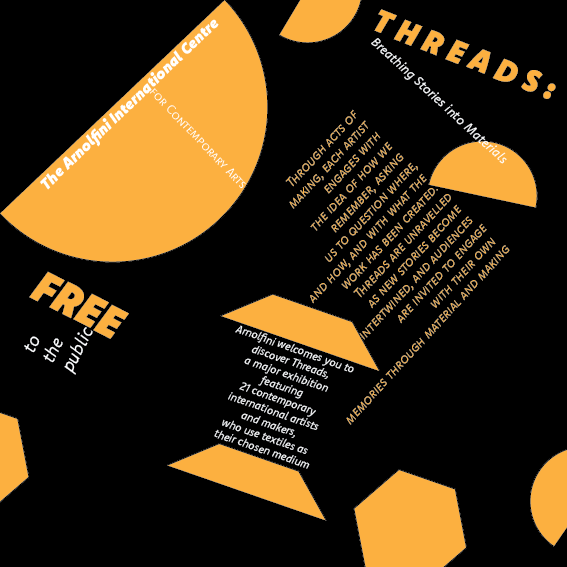 The Arnolfini International Centre
for Contemporary Arts
THREADS:
Breathing Stories into Materials
Through acts of
making, each artist
engages with
the idea of how we
remember, asking
us to question where,
and how, and with what the
work has been created.
Threads are unravelled
as new stories become
intertwined, and audiences
are invited to engage
with their own
memories through material and making
FREE
to
the
public
Arnolfini welcomes you to
discover Threads,
a major exhibition
featuring
21 contemporary
international artists
and makers,
who use textiles as
their chosen medium